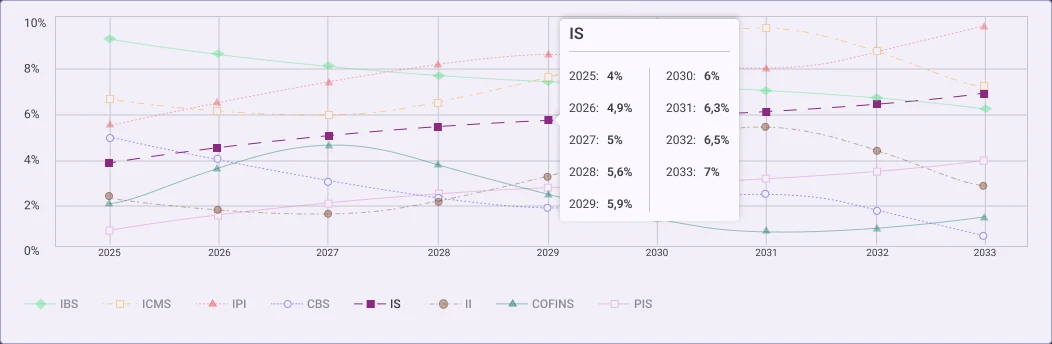 10%
8%
6%
4%
2%
0%
IS
2025: 4% 2030: 6%
2026: 4,9% 2031: 6,3%
2027: 5% 2032: 6,5%
2028: 5,6% 2033: 7%
2029: 5,9%
2025 2026 2027 2028 2029 2030 2031 2032 2033
IBS ICMS IPI CBS IS II COFINS PIS